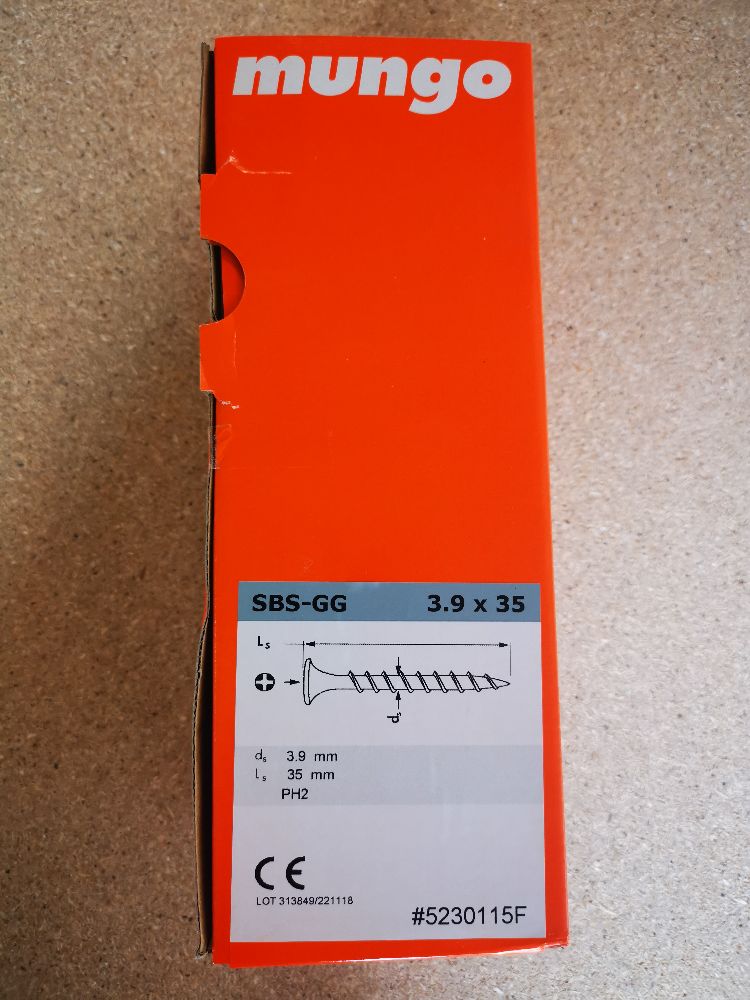 mungo
SBS-GG 3.9 x 35
Ls
ds
ds 3.9 mm
ls 35 mm
PH2
CE
LOT 313849/221118
#5230115F